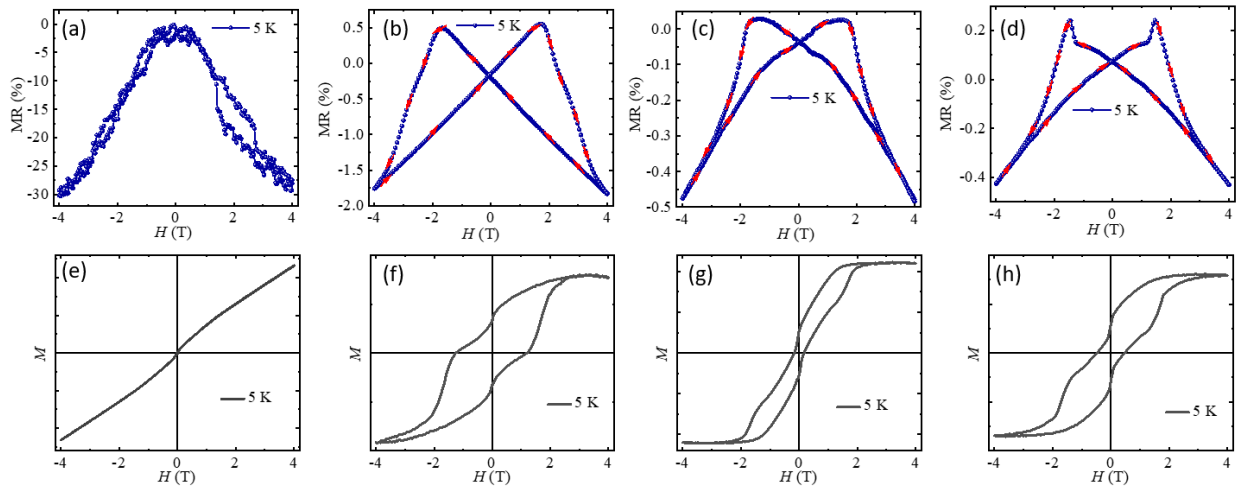 (a)
5 K
MR (%)
0
-5
-10
-15
-20
-25
-30
-4 -2 0 2 4
H (T)
(b)
5 K
MR (%)
0.5
0.0
-0.5
-1.0
-1.5
-2.0
-4 -2 0 2 4
H (T)
(c)
5 K
MR (%)
0.0
-0.1
-0.2
-0.3
-0.4
-0.5
-4 -2 0 2 4
H (T)
(d)
5 K
MR (%)
0.2
0.0
-0.2
-0.4
-4 -2 0 2 4
H (T)
(e)
5 K
M
-4 -2 0 2 4
H (T)
(f)
5 K
M
-4 -2 0 2 4
H (T)
(g)
5 K
M
-4 -2 0 2 4
H (T)
(h)
5 K
M
-4 -2 0 2 4
H (T)